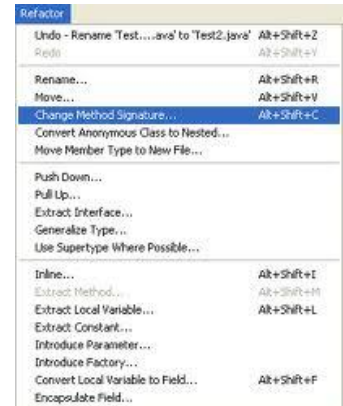 Refactor
Undo - Rename 'Test....ava' to 'Test2.java' Alt+Shift+Z
Redo Alt+Shift+Y
Rename... Alt+Shift+R
Move... Alt+Shift+V
Change Method Signature... Alt+Shift+C
Convert Anonymous Class to Nested...
Move Member Type to New File...
Push Down...
Pull Up...
Extract Interface...
Generalize Type...
Use Supertype Where Possible...
Inline... Alt+Shift+I
Extract Method... Alt+Shift+M
Extract Local Variable... Alt+Shift+L
Extract Constant...
Introduce Parameter...
Introduce Factory...
Convert Local Variable to Field... Alt+Shift+F
Encapsulate Field...